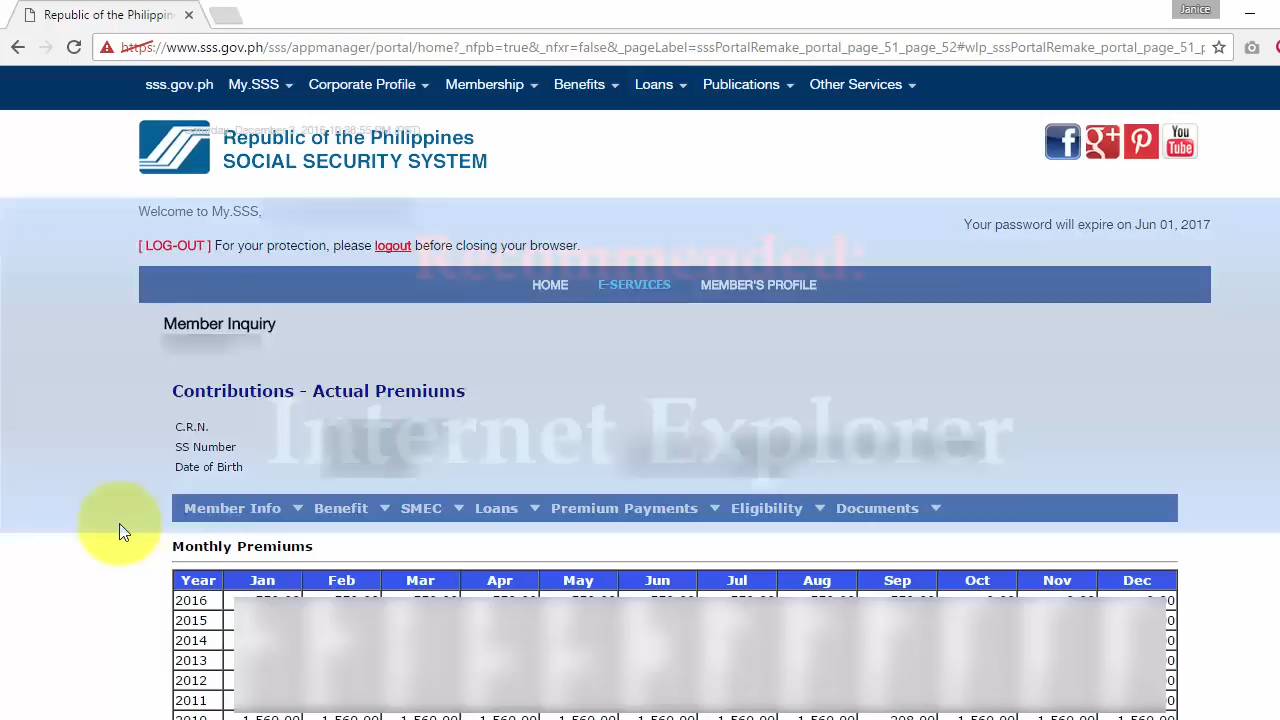 Republic of the Philippin
Janice
https://www.sss.gov.ph/sss/appmanager/portal/home?_nfpb=true&_nfxr=false&_pageLabel=sssPortalRemake_portal_page_51_page_52#wlp_sssPortalRemake_portal_page_51_p
sss.gov.ph My.SSS Corporate Profile Membership Benefits Loans Publications Other Services
Republic of the Philippines
SOCIAL SECURITY SYSTEM
You
Tube
Welcome to My.SSS,
Your password will expire on Jun 01, 2017
[ LOG-OUT ] For your protection, please logout before closing your browser.
Recommended:
HOME E-SERVICES MEMBER'S PROFILE
Member Inquiry
Contributions - Actual Premiums
Internet Explorer
C.R.N.
SS Number
Date of Birth
Member Info Benefit SMEC Loans Premium Payments Eligibility Documents
Monthly Premiums
Year Jan Feb Mar Apr May Jun Jul Aug Sep Oct Nov Dec
2016
2015
2014
2013
2012
2011